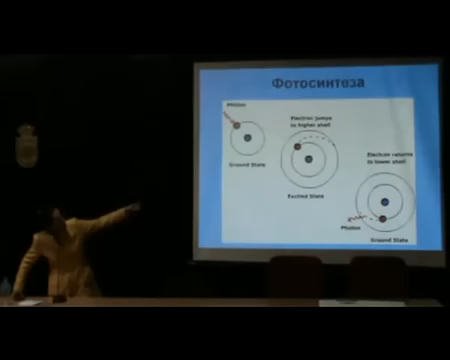 Фотосинтеза
Photon
Electron jumps
to higher shell
Ground State
Electron returns
to lower shell
Excited State
Photon
Ground State